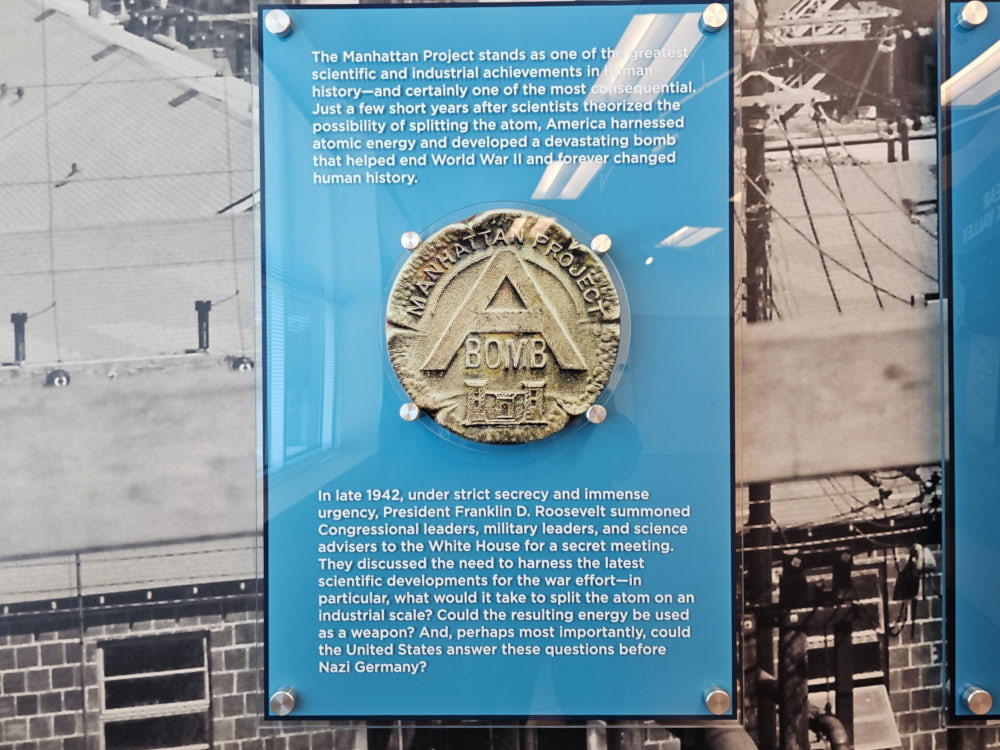 The Manhattan Project stands as one of the greatest
scientific and industrial achievements in human
history—and certainly one of the most consequential.
Just a few short years after scientists theorized the
possibility of splitting the atom, America harnessed
atomic energy and developed a devastating bomb
that helped end World War II and forever changed
human history.
MANHATTAN PROJECT
A
BOMB
In late 1942, under strict secrecy and immense
urgency, President Franklin D. Roosevelt summoned
Congressional leaders, military leaders, and science
advisers to the White House for a secret meeting.
They discussed the need to harness the latest
scientific developments for the war effort—in
particular, what would it take to split the atom on an
industrial scale? Could the resulting energy be used
as a weapon? And, perhaps most importantly, could
the United States answer these questions before
Nazi Germany?